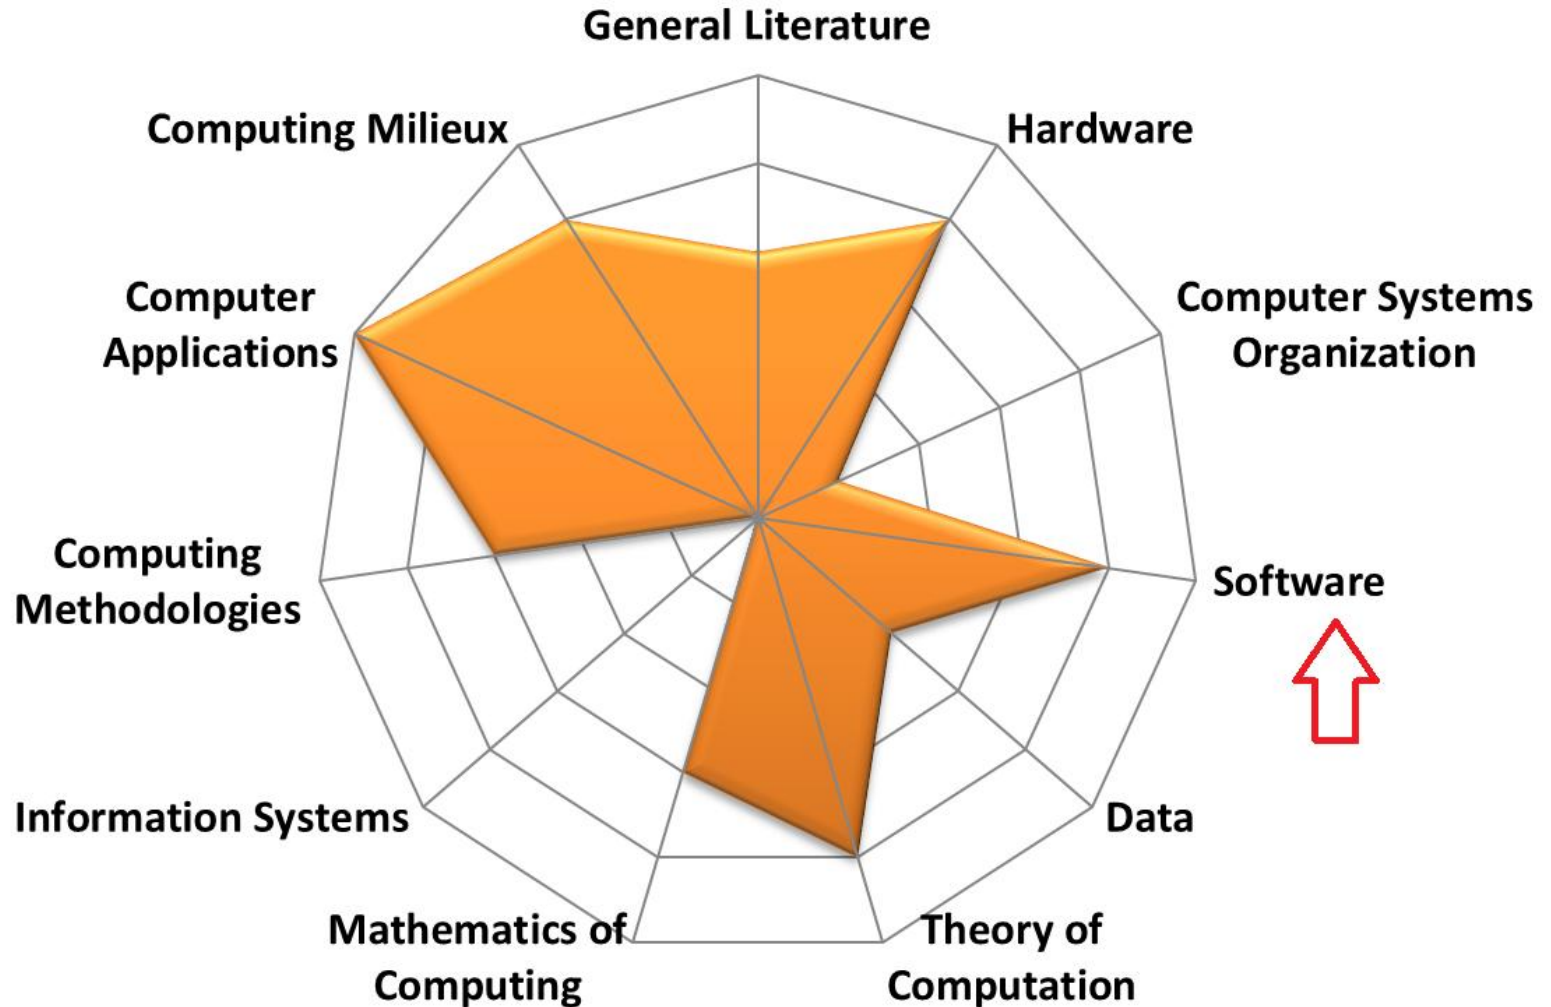 General Literature
Hardware
Computer Systems
Organization
Software
Data
Theory of
Computation
Mathematics of
Computing
Information Systems
Computing
Methodologies
Computer
Applications
Computing Milieux